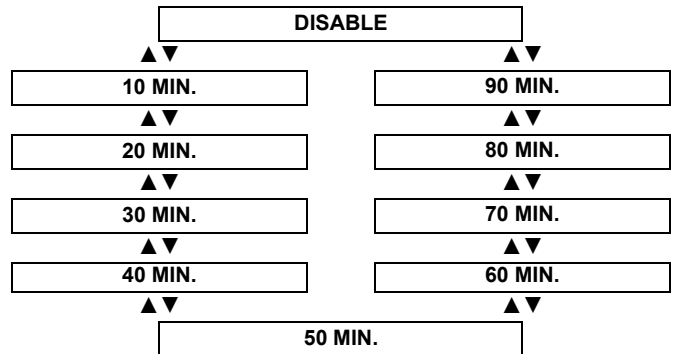 DISABLE
▲▼ ▲▼
10 MIN. 90 MIN.
▲▼ ▲▼
20 MIN. 80 MIN.
▲▼ ▲▼
30 MIN. 70 MIN.
▲▼ ▲▼
40 MIN. 60 MIN.
▲▼ ▲▼
50 MIN.